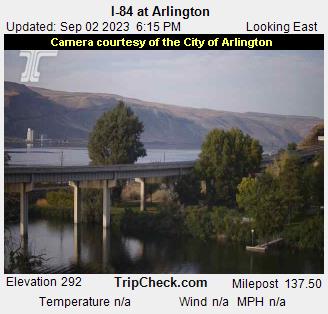 I-84 at Arlington
Updated: Sep 02 2023 6:15 PM Looking East
Camera courtesy of the City of Arlington
Elevation 292 TripCheck.com Milepost 137.50
Temperature n/a Wind n/a MPH n/a